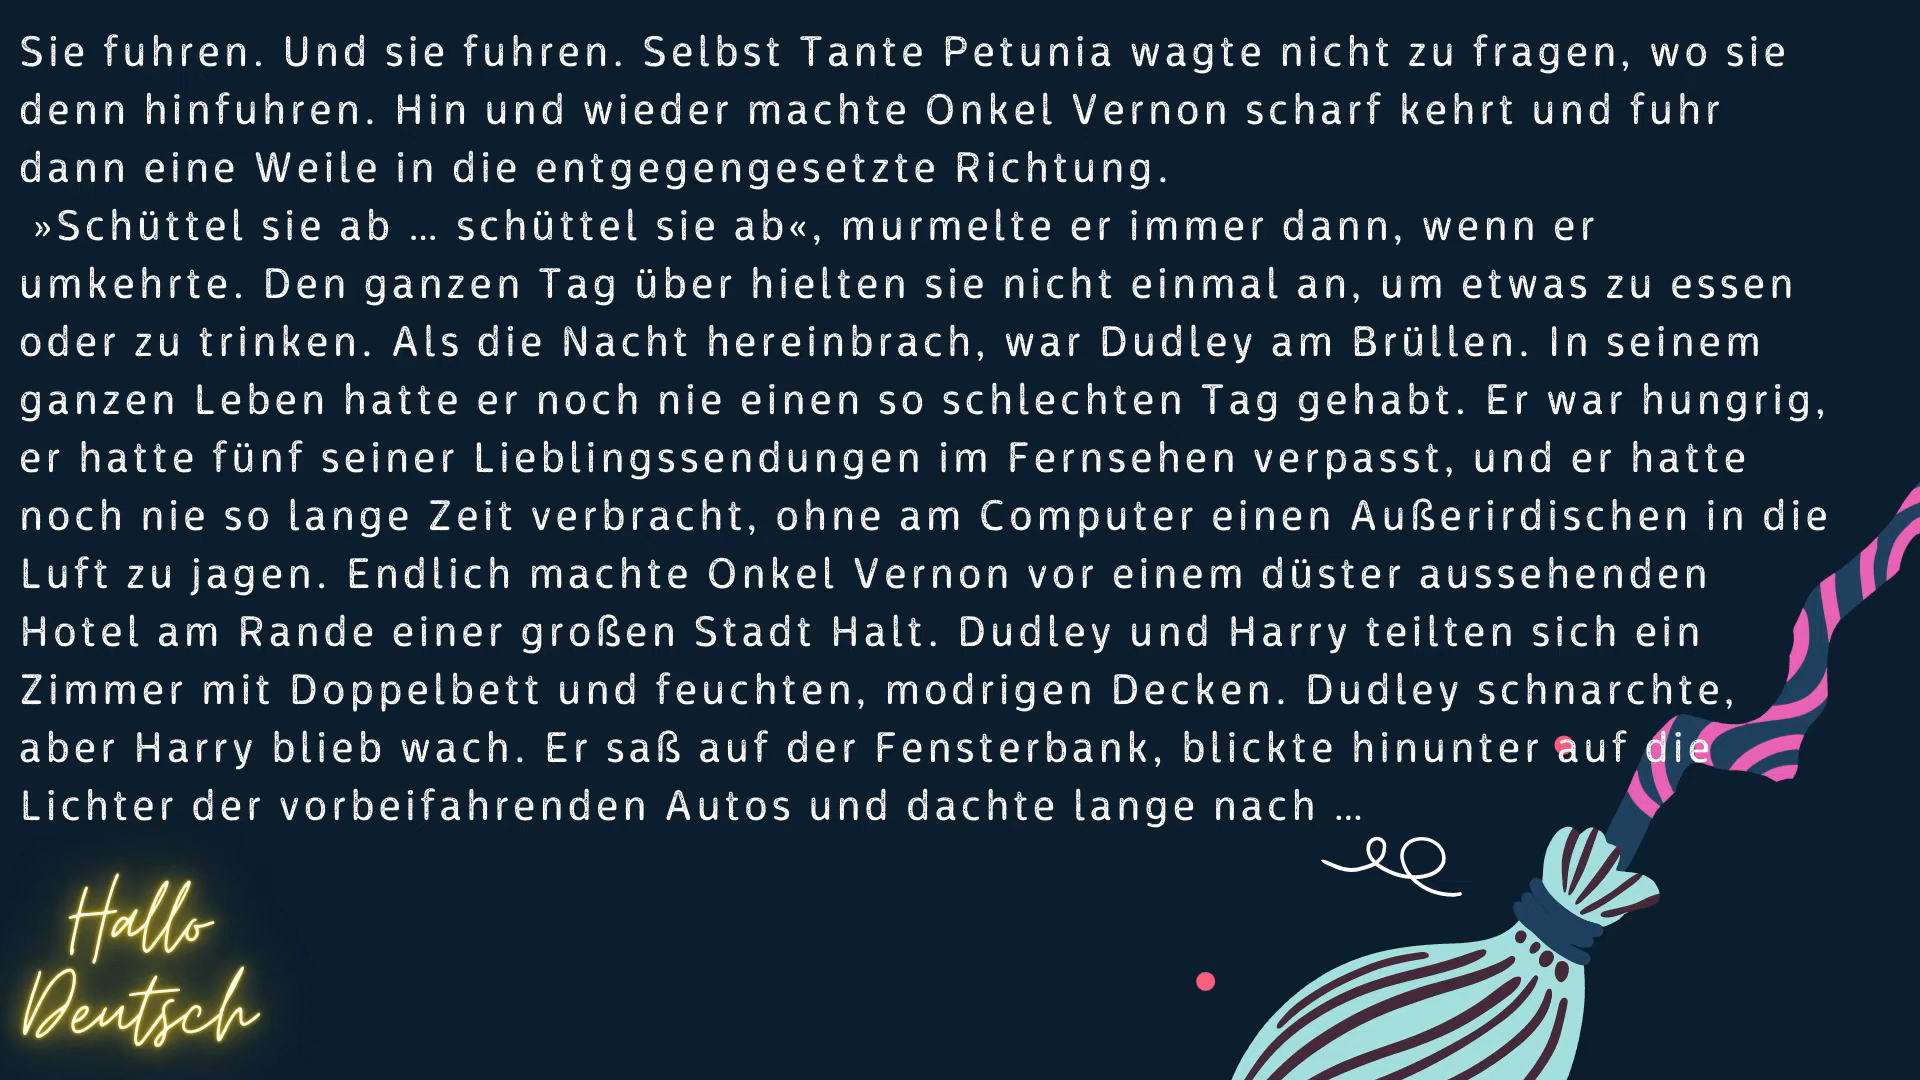 Sie fuhren. Und sie fuhren. Selbst Tante Petunia wagte nicht zu fragen, wo sie
denn hinfuhren. Hin und wieder machte Onkel Vernon scharf kehrt und fuhr
dann eine Weile in die entgegengesetzte Richtung.
»Schüttel sie ab ... schüttel sie ab«, murmelte er immer dann, wenn er
umkehrte. Den ganzen Tag über hielten sie nicht einmal an, um etwas zu essen
oder zu trinken. Als die Nacht hereinbrach, war Dudley am Brüllen. In seinem
ganzen Leben hatte er noch nie einen so schlechten Tag gehabt. Er war hungrig,
er hatte fünf seiner Lieblingssendungen im Fernsehen verpasst, und er hatte
noch nie so lange Zeit verbracht, ohne am Computer einen Außerirdischen in die
Luft zu jagen. Endlich machte Onkel Vernon vor einem düster aussehenden
Hotel am Rande einer großen Stadt Halt. Dudley und Harry teilten sich ein
Zimmer mit Doppelbett und feuchten, modrigen Decken. Dudley schnarchte,
aber Harry blieb wach. Er saß auf der Fensterbank, blickte hinunter auf die
Lichter der vorbeifahrenden Autos und dachte lange nach ...
Hallo
Deutsch